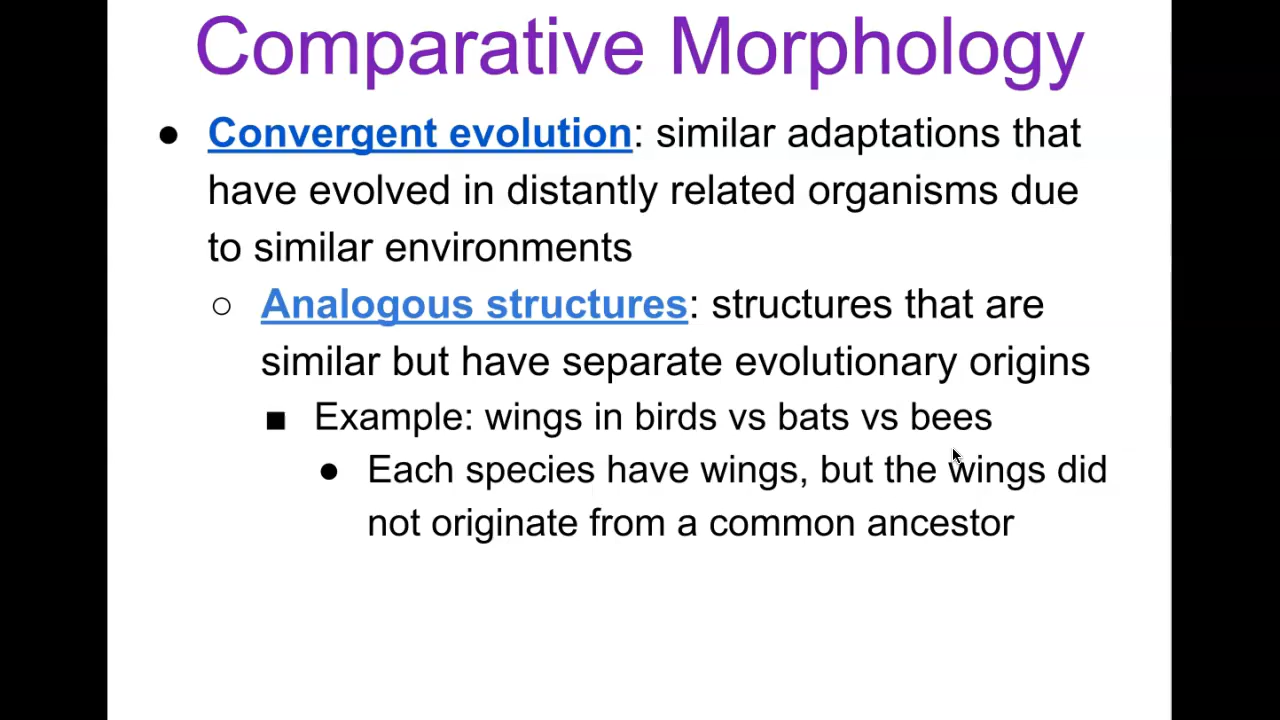 Comparative Morphology
● Convergent evolution: similar adaptations that
have evolved in distantly related organisms due
to similar environments
○ Analogous structures: structures that are
similar but have separate evolutionary origins
■ Example: wings in birds vs bats vs bees
● Each species have wings, but the wings did
not originate from a common ancestor